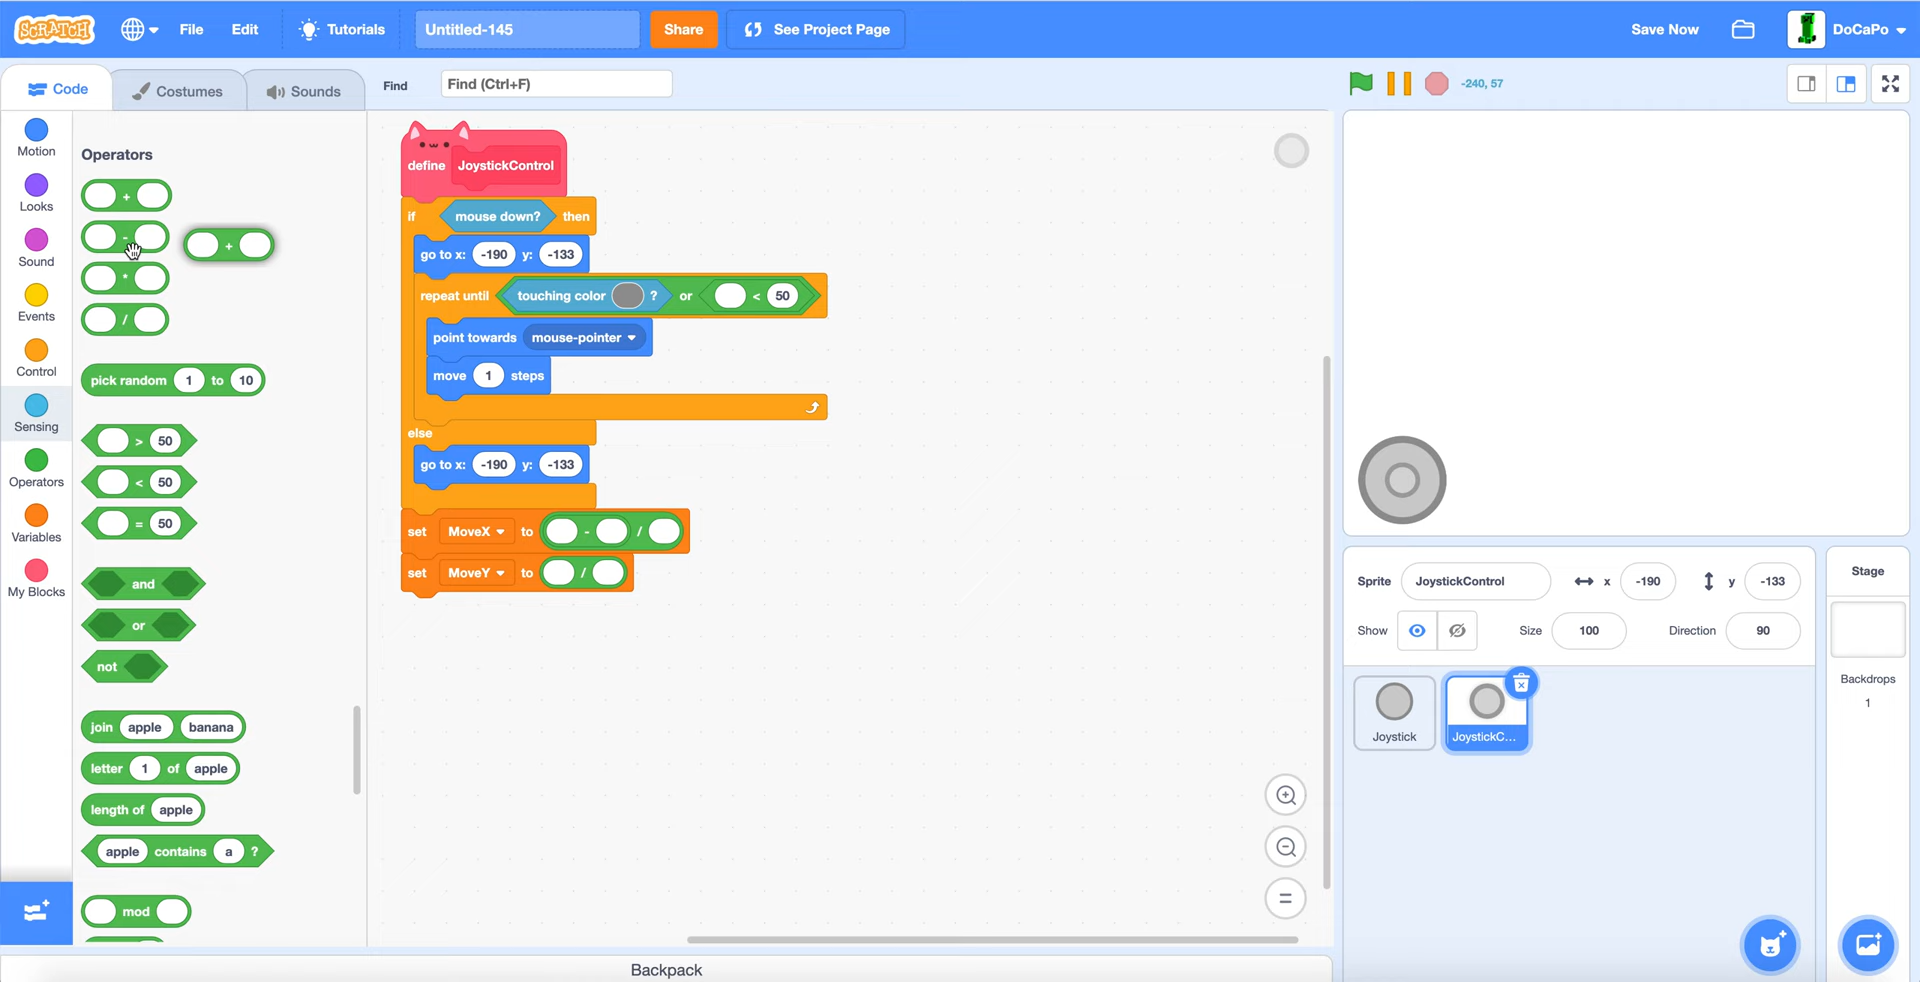 SCRATCH File Edit Tutorials Untitled-145 Share See Project Page Save Now DoCaPo
Code Costumes Sounds Find Find (Ctrl+F) -240, 57
Motion
Looks
Sound
Events
Control
Sensing
Operators
Variables
My Blocks
Operators
+
-
+
*
/
pick random 1 to 10
> 50
< 50
= 50
and
or
not
join apple banana
letter 1 of apple
length of apple
apple contains a ?
mod
define JoystickControl
if mouse down? then
go to x: -190 y: -133
repeat until touching color ? or < 50
point towards mouse-pointer
move 1 steps
else
go to x: -190 y: -133
set MoveX to - /
set MoveY to /
=
Backpack
Sprite JoystickControl x -190 y -133
Show Size 100 Direction 90
Joystick
JoystickC...
Stage
Backdrops
1